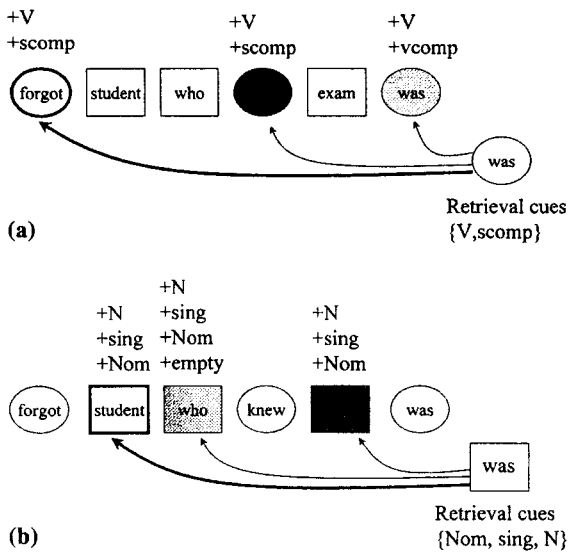 +V +V +V
+scomp +scomp +vcomp
forgot student who exam was
was
Retrieval cues
(a) {V,scomp}
+N
+N +sing +N
+sing +Nom +sing
+Nom +empty +Nom
forgot student who knew was
was
Retrieval cues
(b) {Nom, sing, N}